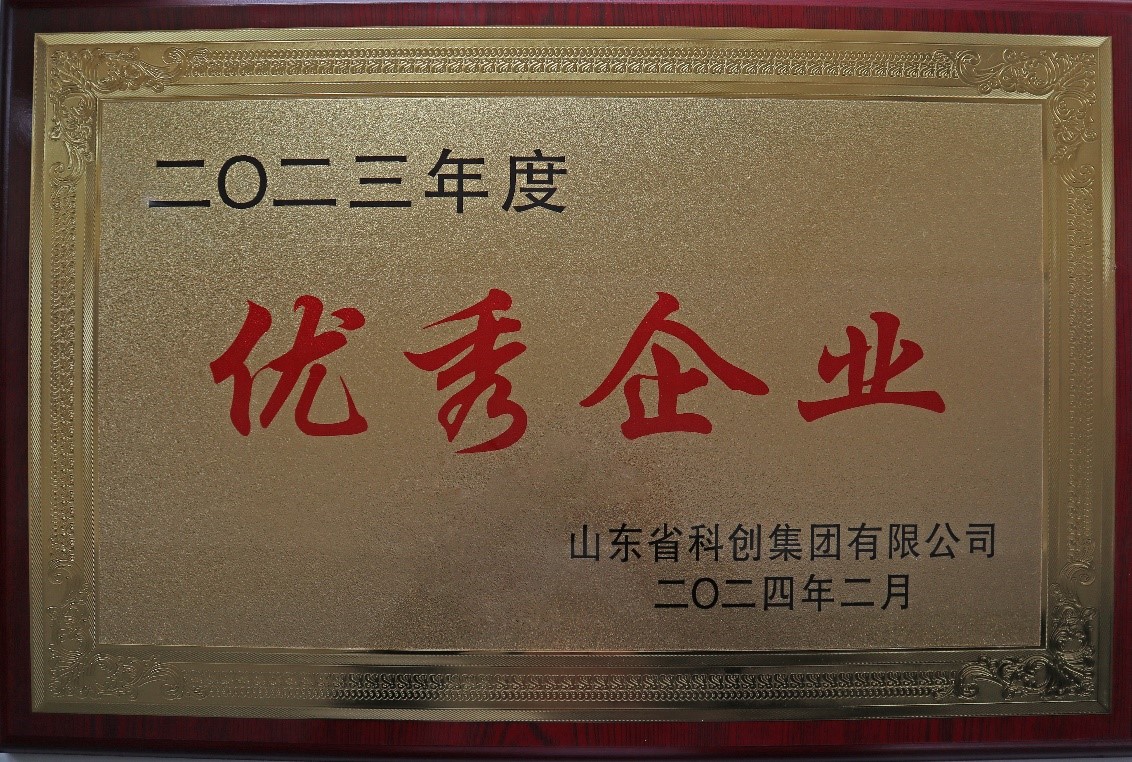 二〇二三年度
优秀企业
山东省科创集团有限公司
二〇二四年二月